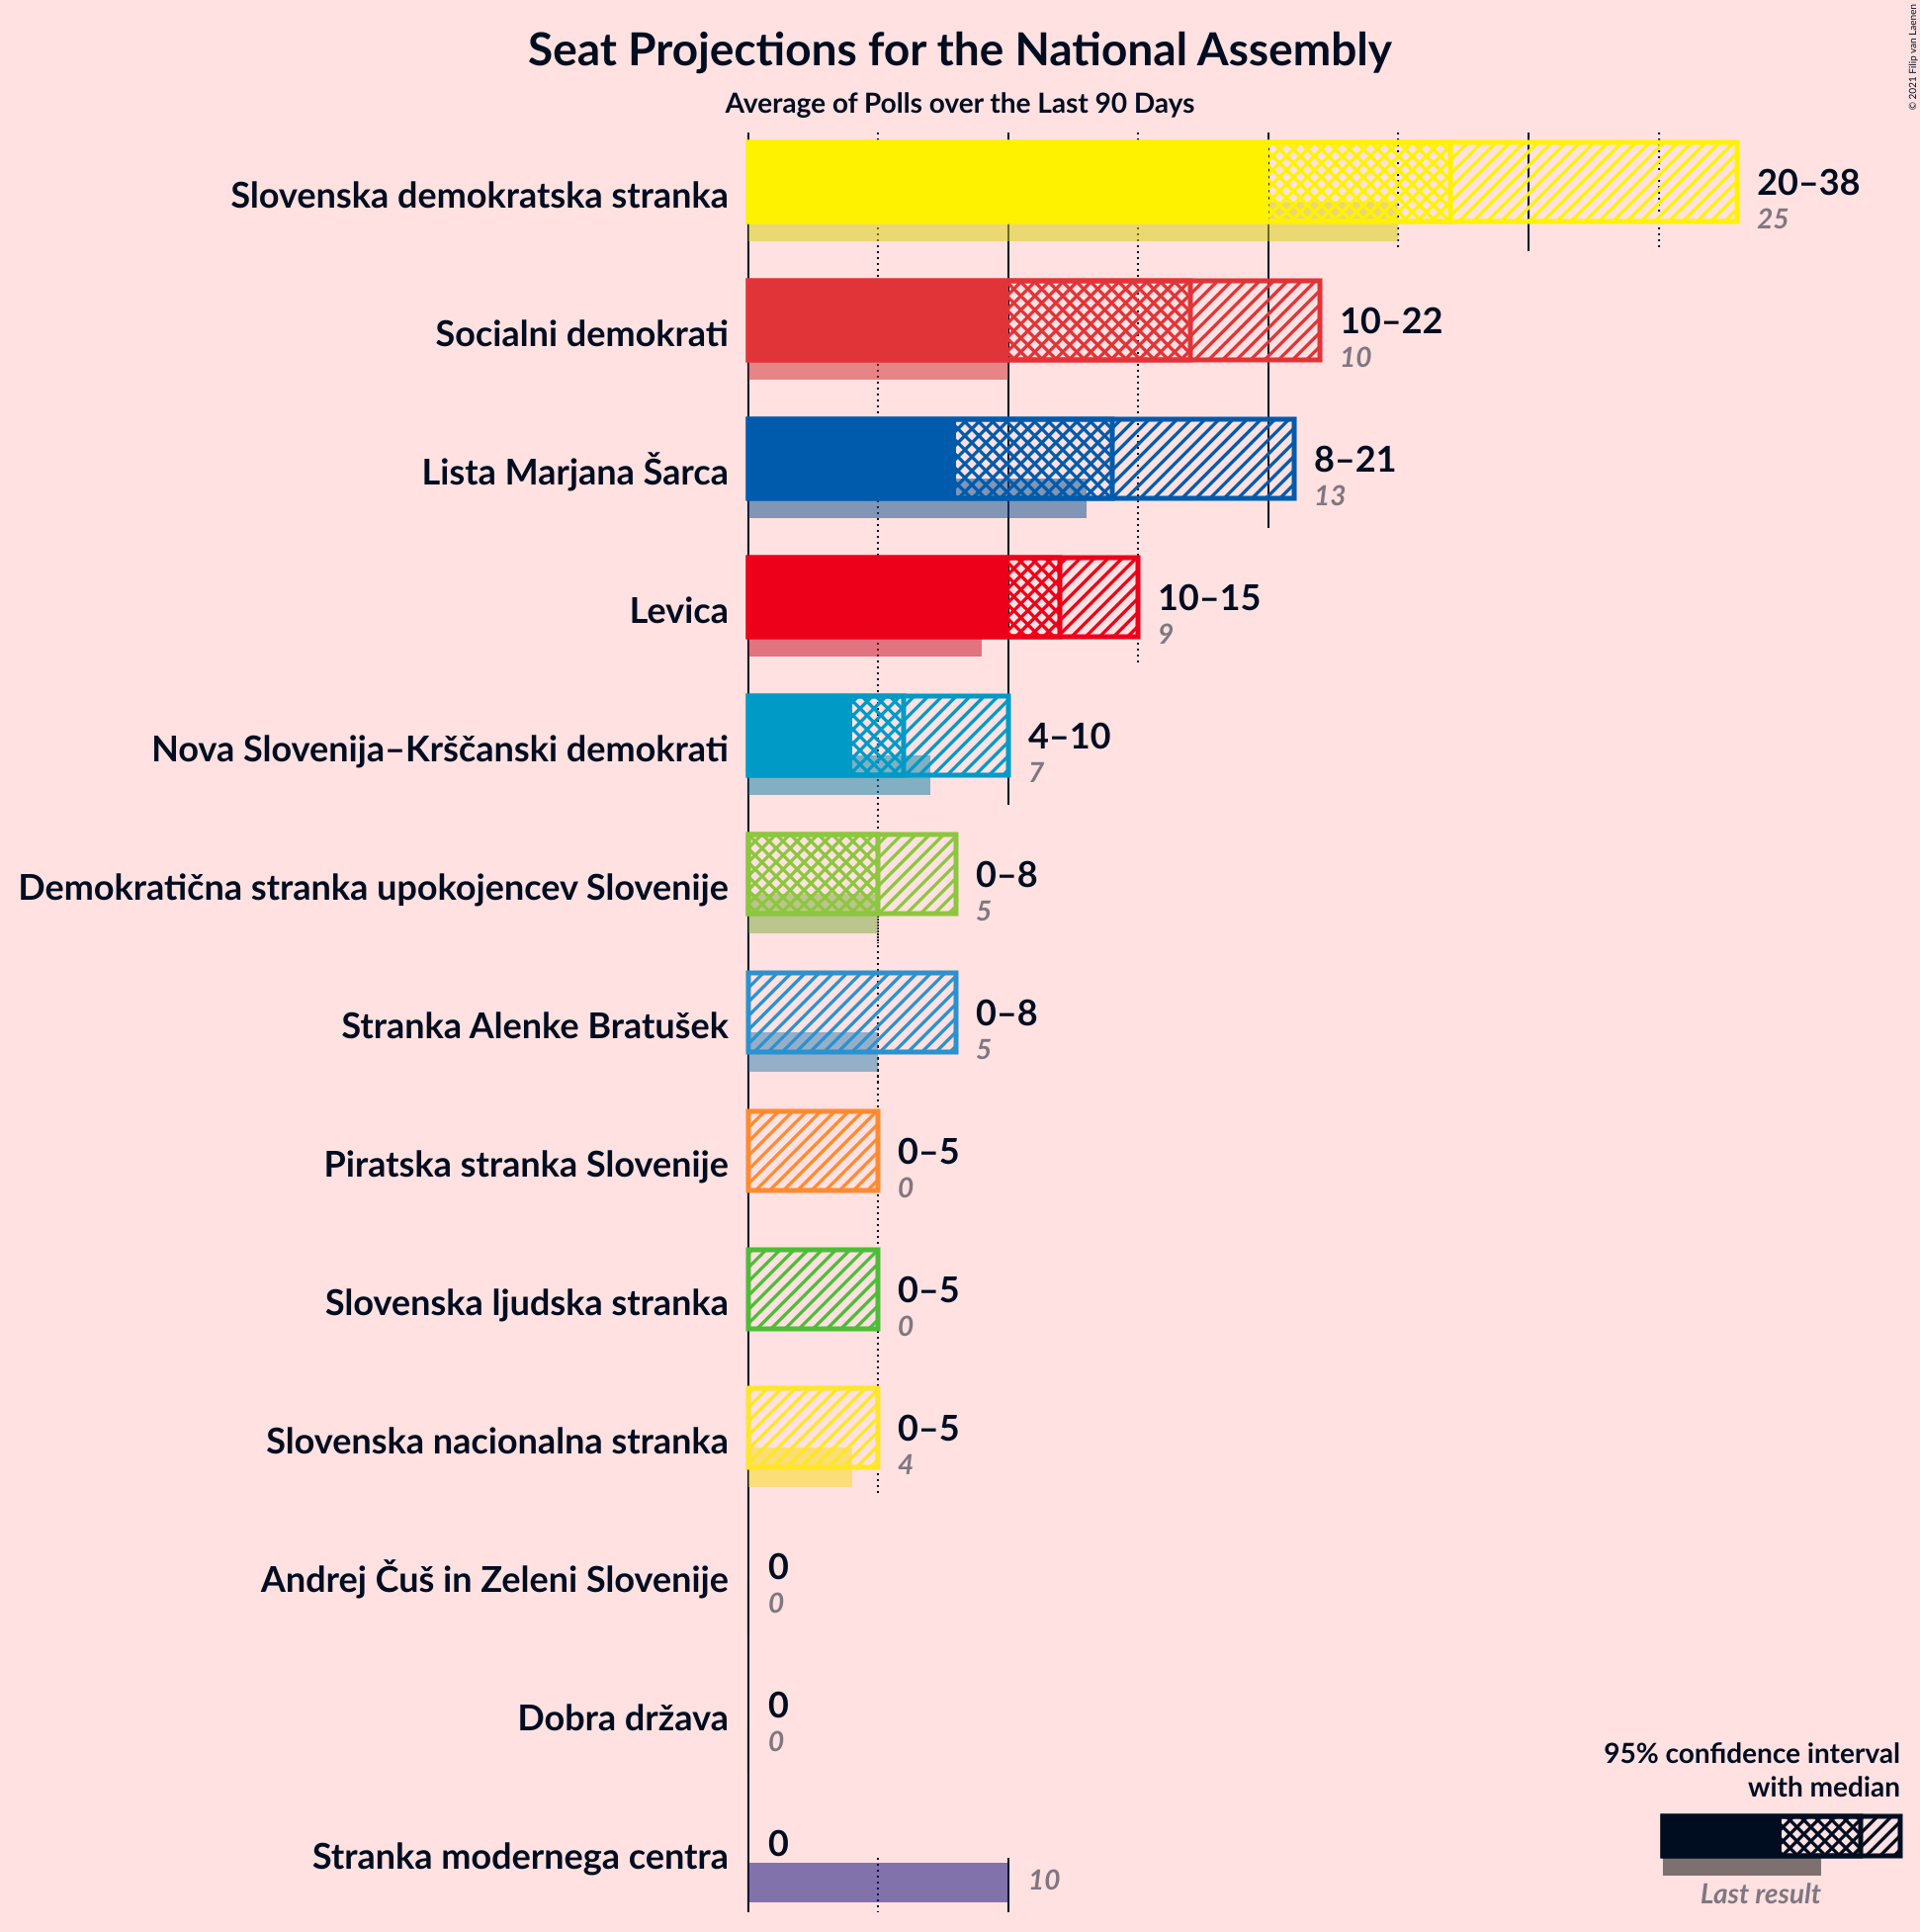 Seat Projections for the National Assembly
Average of Polls over the Last 90 Days
© 2021 Filip van Laenen
Slovenska demokratska stranka
20–38
25
Socialni demokrati
10–22
10
Lista Marjana Šarca
8–21
13
Levica
10–15
9
Nova Slovenija–Krščanski demokrati
4–10
7
Demokratična stranka upokojencev Slovenije
0–8
5
Stranka Alenke Bratušek
0–8
5
Piratska stranka Slovenije
0–5
0
Slovenska ljudska stranka
0–5
0
Slovenska nacionalna stranka
0–5
4
Andrej Čuš in Zeleni Slovenije
0
0
Dobra država
0
0
Stranka modernega centra
0
10
95% confidence interval
with median
Last result